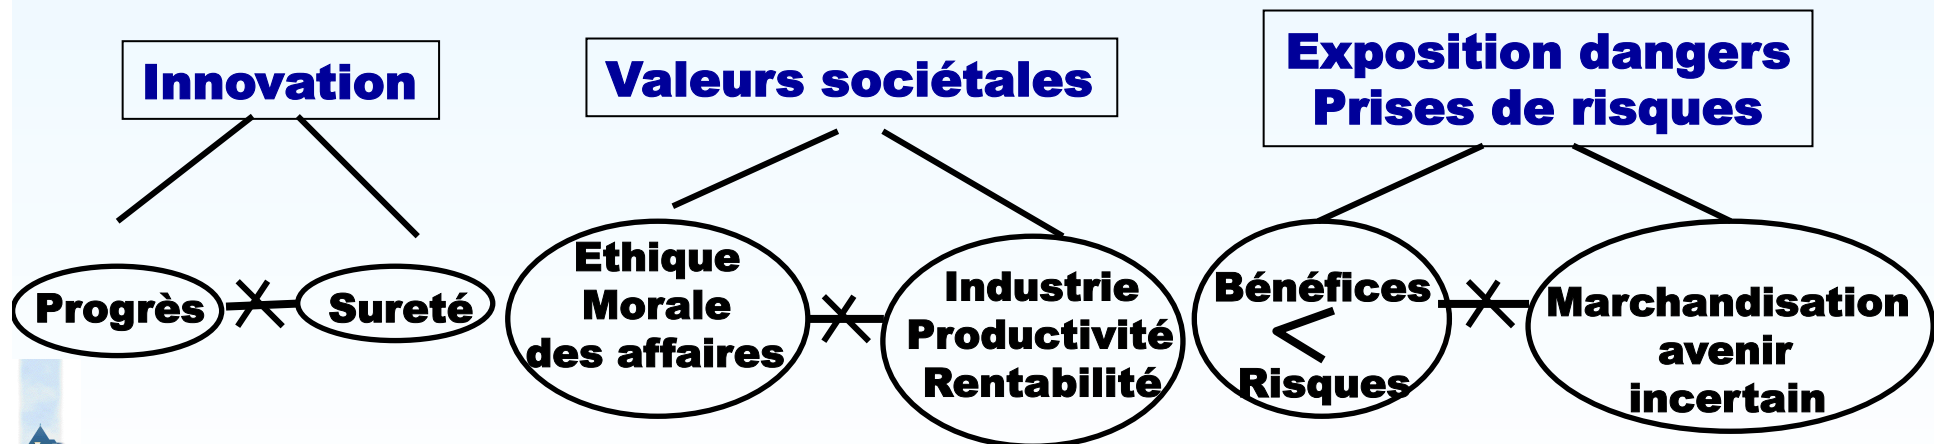 Innovation
Valeurs sociétales
Exposition dangers
Prises de risques
Progrès
Sureté
Ethique
Morale
des affaires
Industrie
Productivité
Rentabilité
Bénéfices
<
Risques
Marchandisation
avenir
incertain